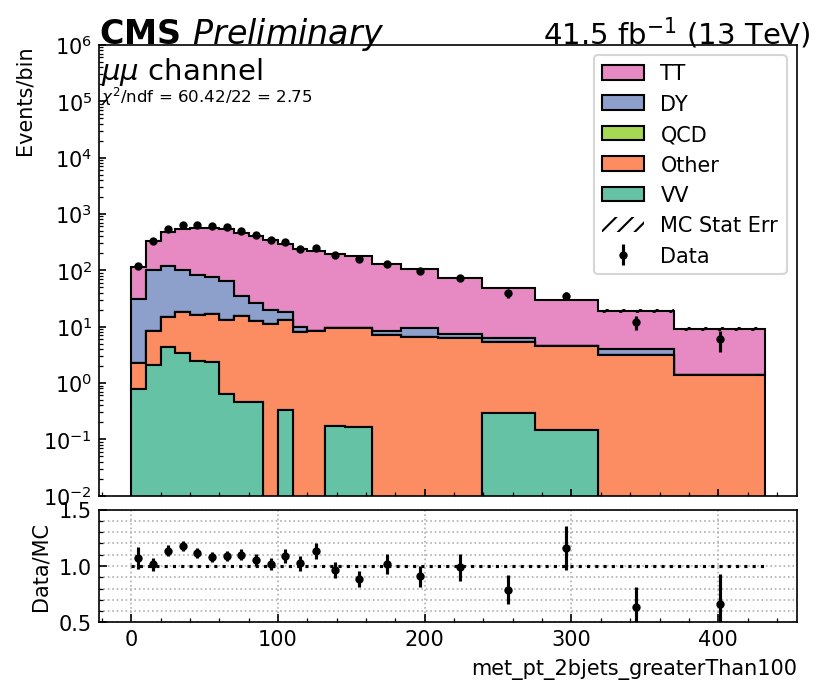 CMS Preliminary 41.5 fb⁻¹ (13 TeV)
μμ channel
χ²/ndf = 60.42/22 = 2.75
Events/bin
10⁶
10⁵
10⁴
10³
10²
10¹
10⁰
10⁻¹
10⁻²
TT
DY
QCD
Other
VV
MC Stat Err
Data
Data/MC
1.5
1.0
0.5
0 100 200 300 400
met_pt_2bjets_greaterThan100